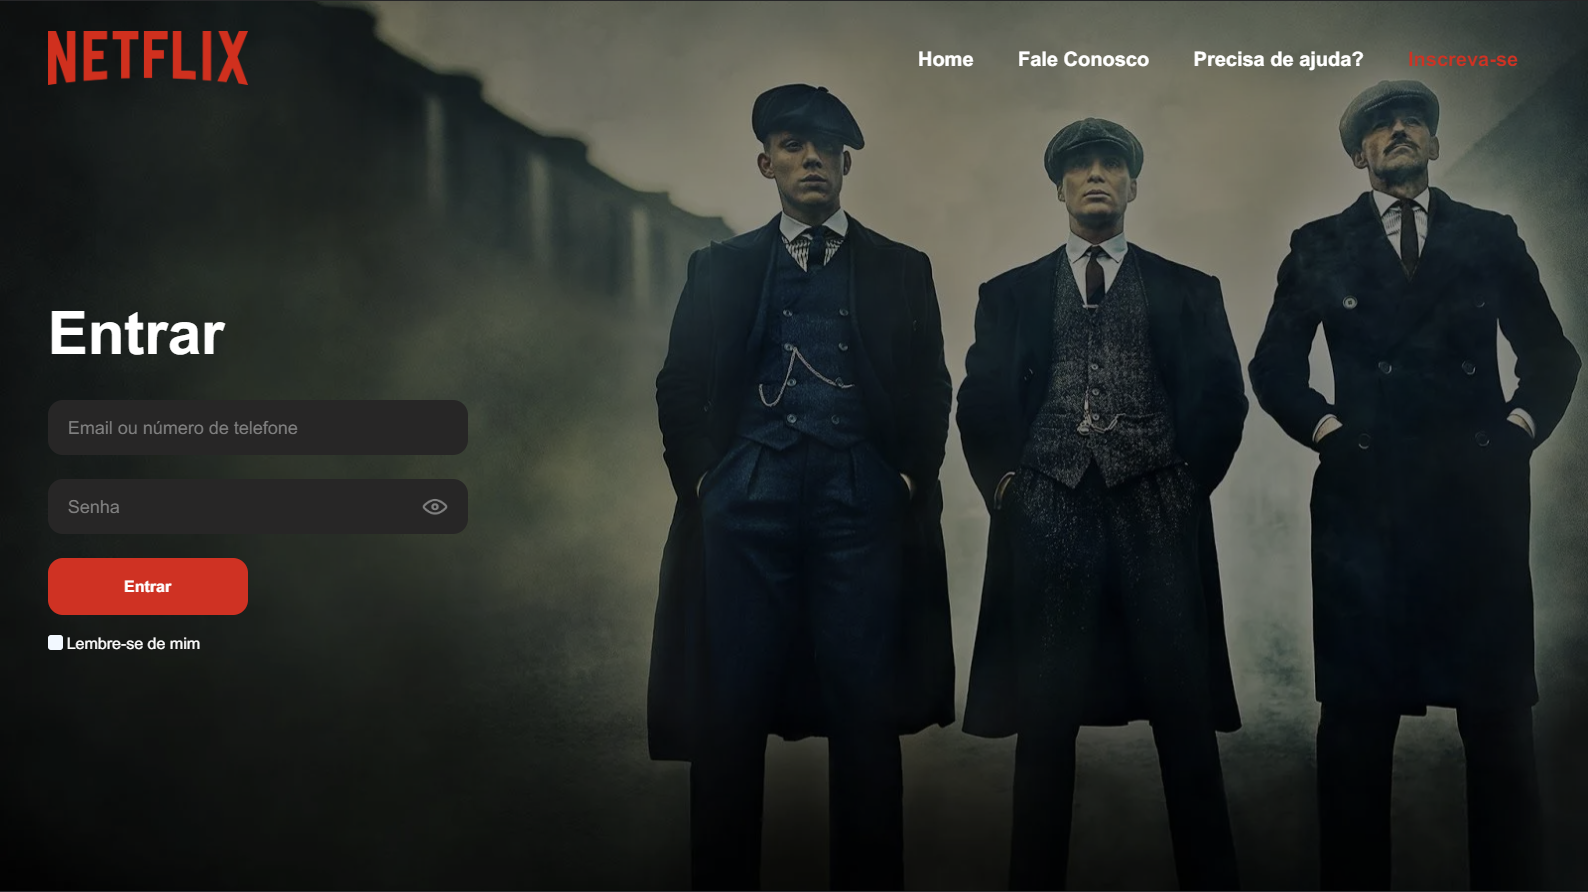 NETFLIX
Home Fale Conosco Precisa de ajuda? Inscreva-se
Entrar
Email ou número de telefone
Senha
Entrar
Lembre-se de mim